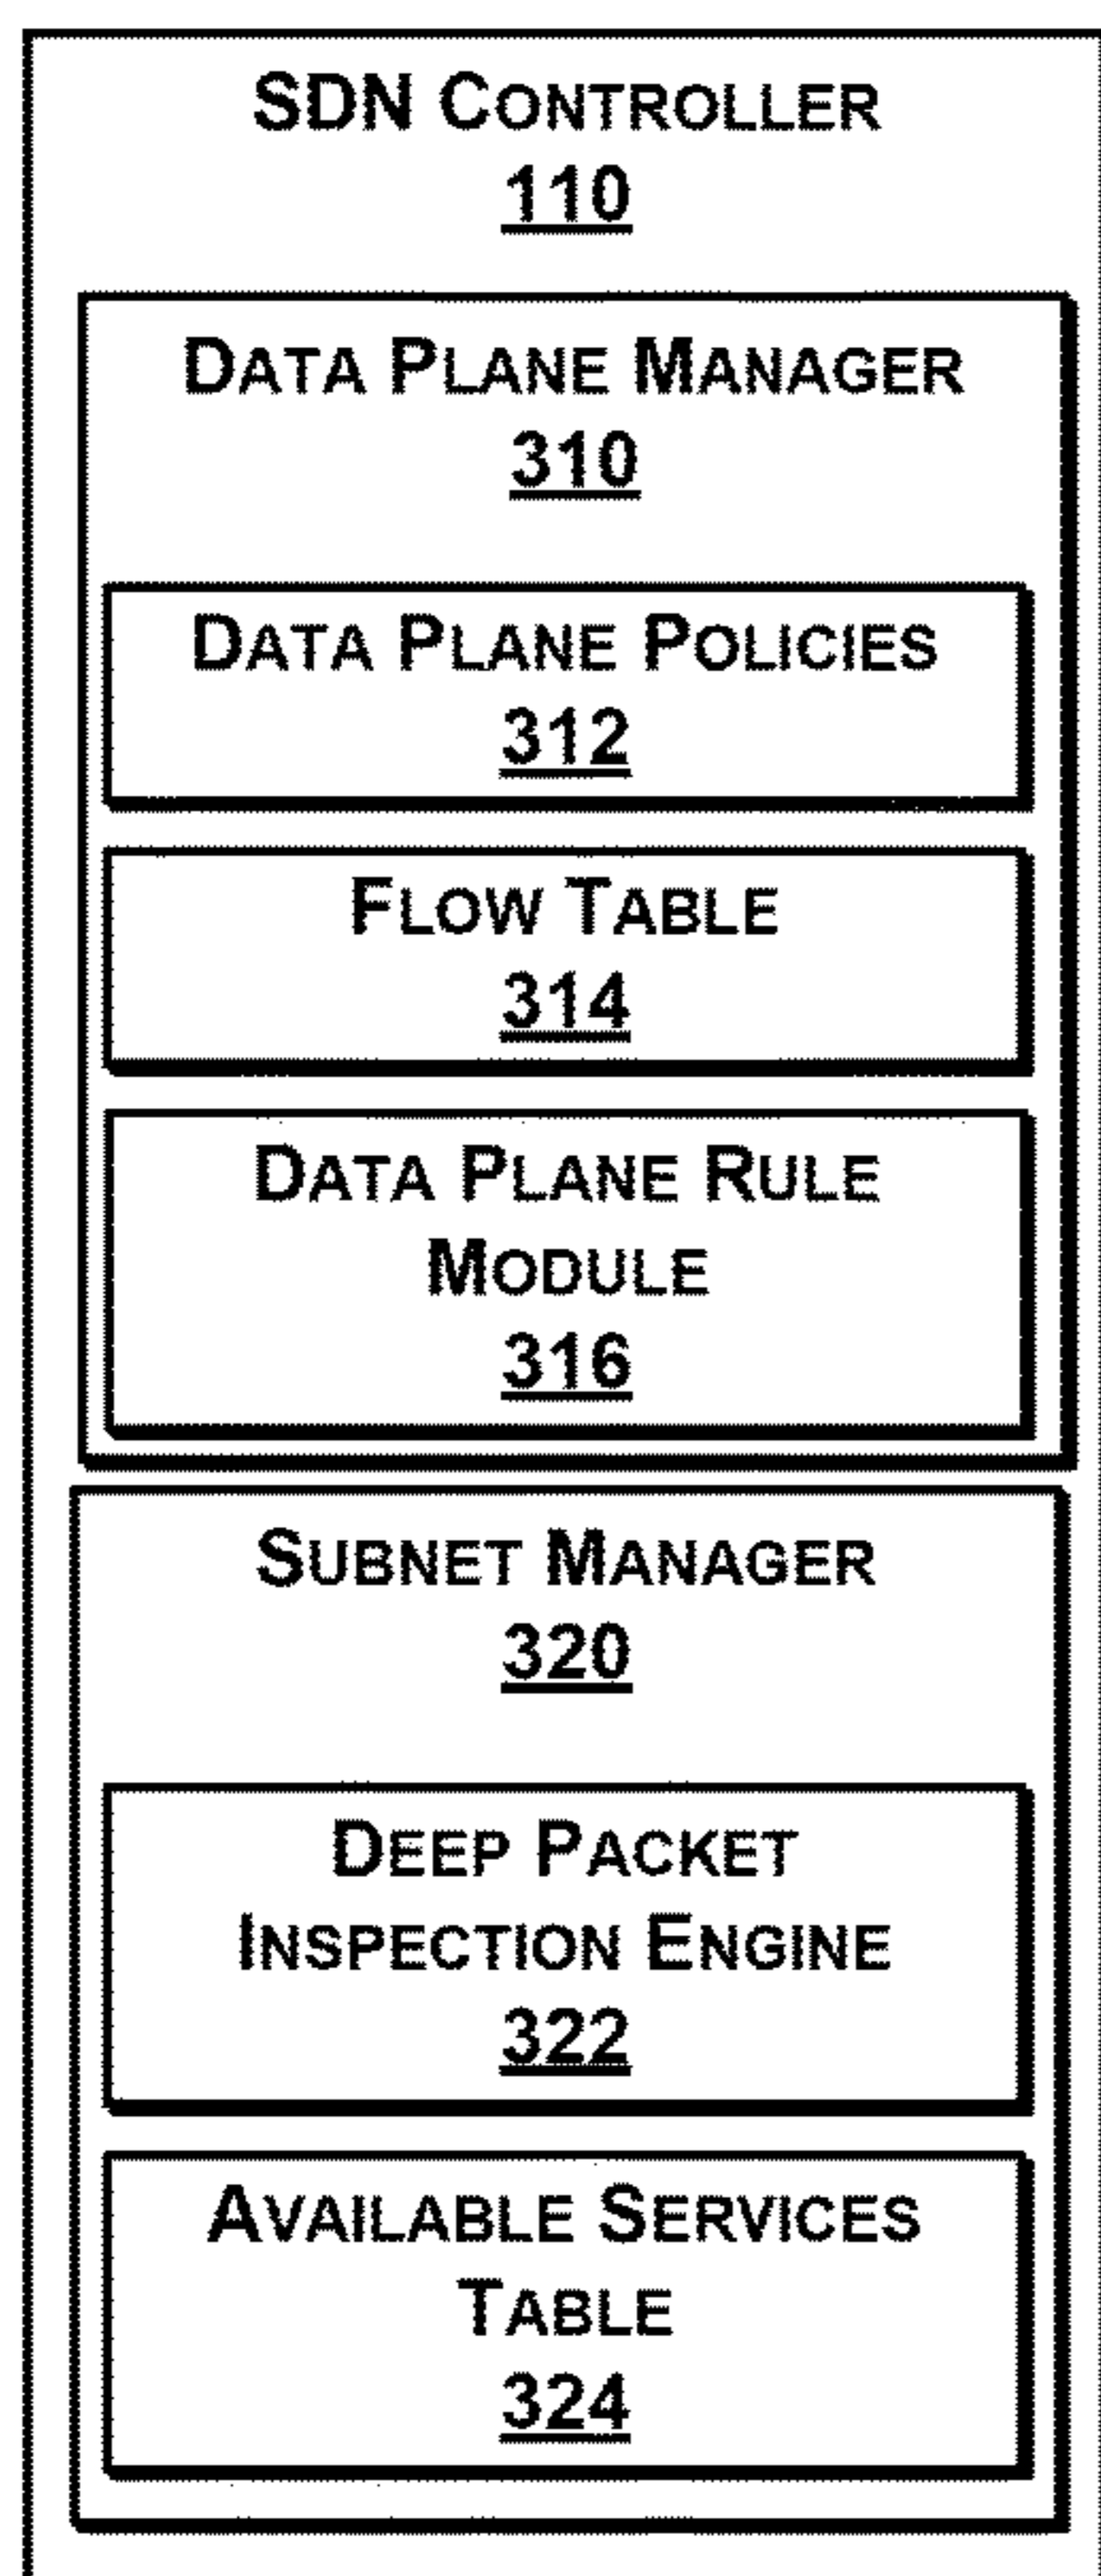 SDN CONTROLLER
110
DATA PLANE MANAGER
310
DATA PLANE POLICIES
312
FLOW TABLE
314
DATA PLANE RULE
MODULE
316
SUBNET MANAGER
320
DEEP PACKET
INSPECTION ENGINE
322
AVAILABLE SERVICES
TABLE
324